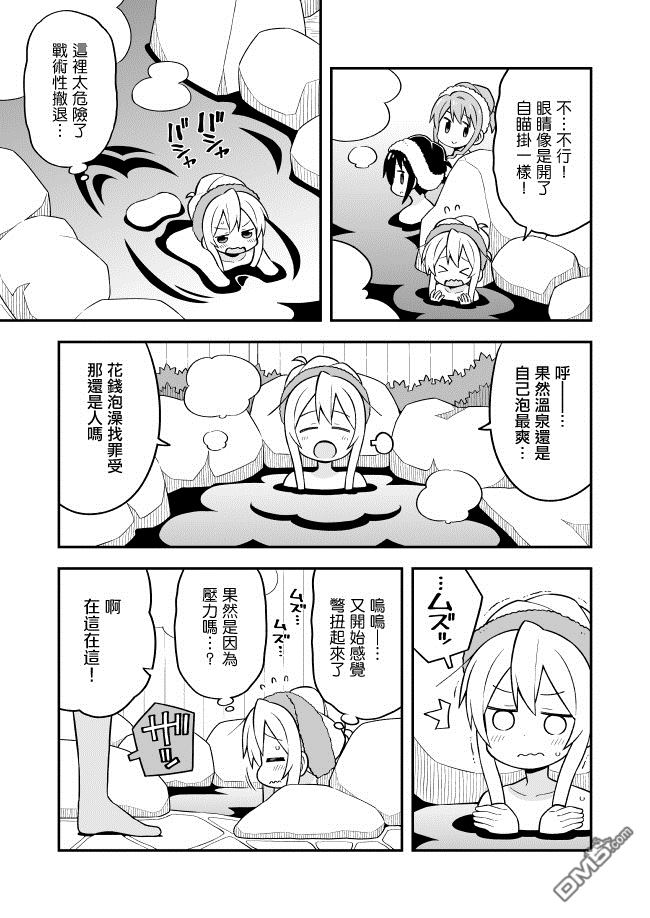 不…不行！
眼睛像是開了
自瞄掛一樣！
這裡太危險了
戰術性撤退…
バシャ
バシャ
呼——…
果然溫泉還是
自己泡最爽…
花錢泡澡找罪受
那還是人嗎
…ムズッ
嗚嗚——…
又開始感覺
彆扭起來了
ムズ…
ムズ…
果然是因為
壓力嗎…？
啊
在這在這！
ザッ
DM5.com